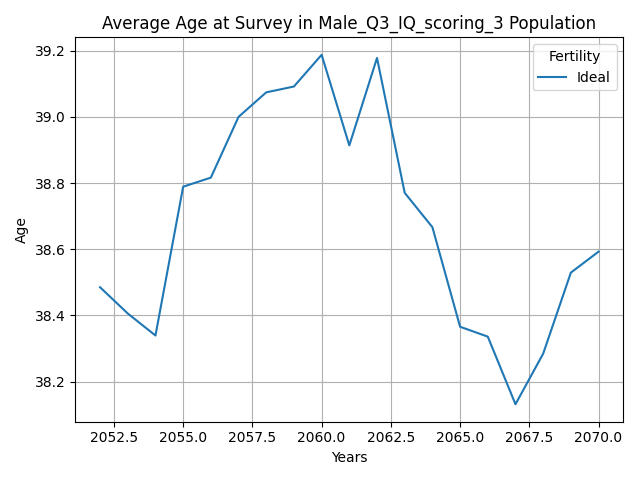 Average Age at Survey in Male_Q3_IQ_scoring_3 Population
Fertility
Ideal
39.2
39.0
38.8
38.6
38.4
38.2
Age
2052.5 2055.0 2057.5 2060.0 2062.5 2065.0 2067.5 2070.0
Years